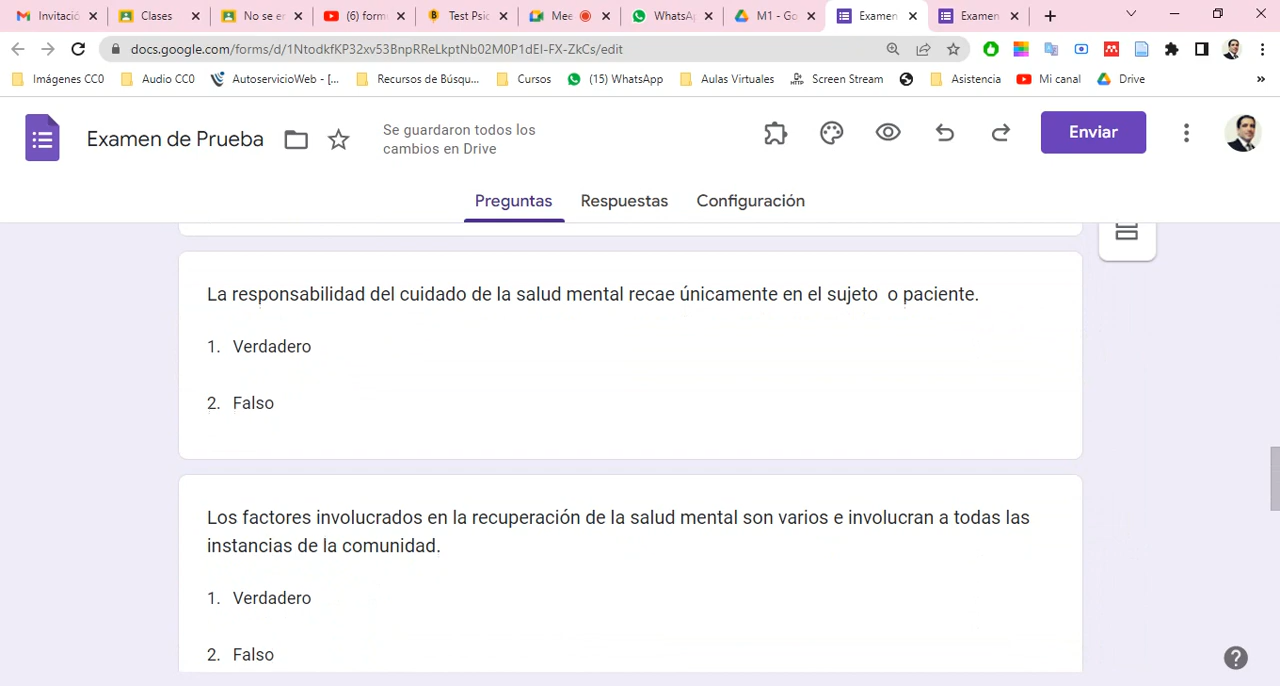 Invitació
Clases
No se en
(6) form
Test Psic
Mee
WhatsA
M1 - Go
Examen
Examen
docs.google.com/forms/d/1NtodkfKP32xv53BnpRReLkptNb02M0P1dEI-FX-ZkCs/edit
Imágenes CC0
Audio CC0
AutoservicioWeb - [...
Recursos de Búsqu...
Cursos
(15) WhatsApp
Aulas Virtuales
HTTP
Screen Stream
Asistencia
Mi canal
Drive
»
Examen de Prueba
Se guardaron todos los
cambios en Drive
Enviar
Preguntas
Respuestas
Configuración
La responsabilidad del cuidado de la salud mental recae únicamente en el sujeto  o paciente.
1. Verdadero
2. Falso
Los factores involucrados en la recuperación de la salud mental son varios e involucran a todas las
instancias de la comunidad.
1. Verdadero
2. Falso